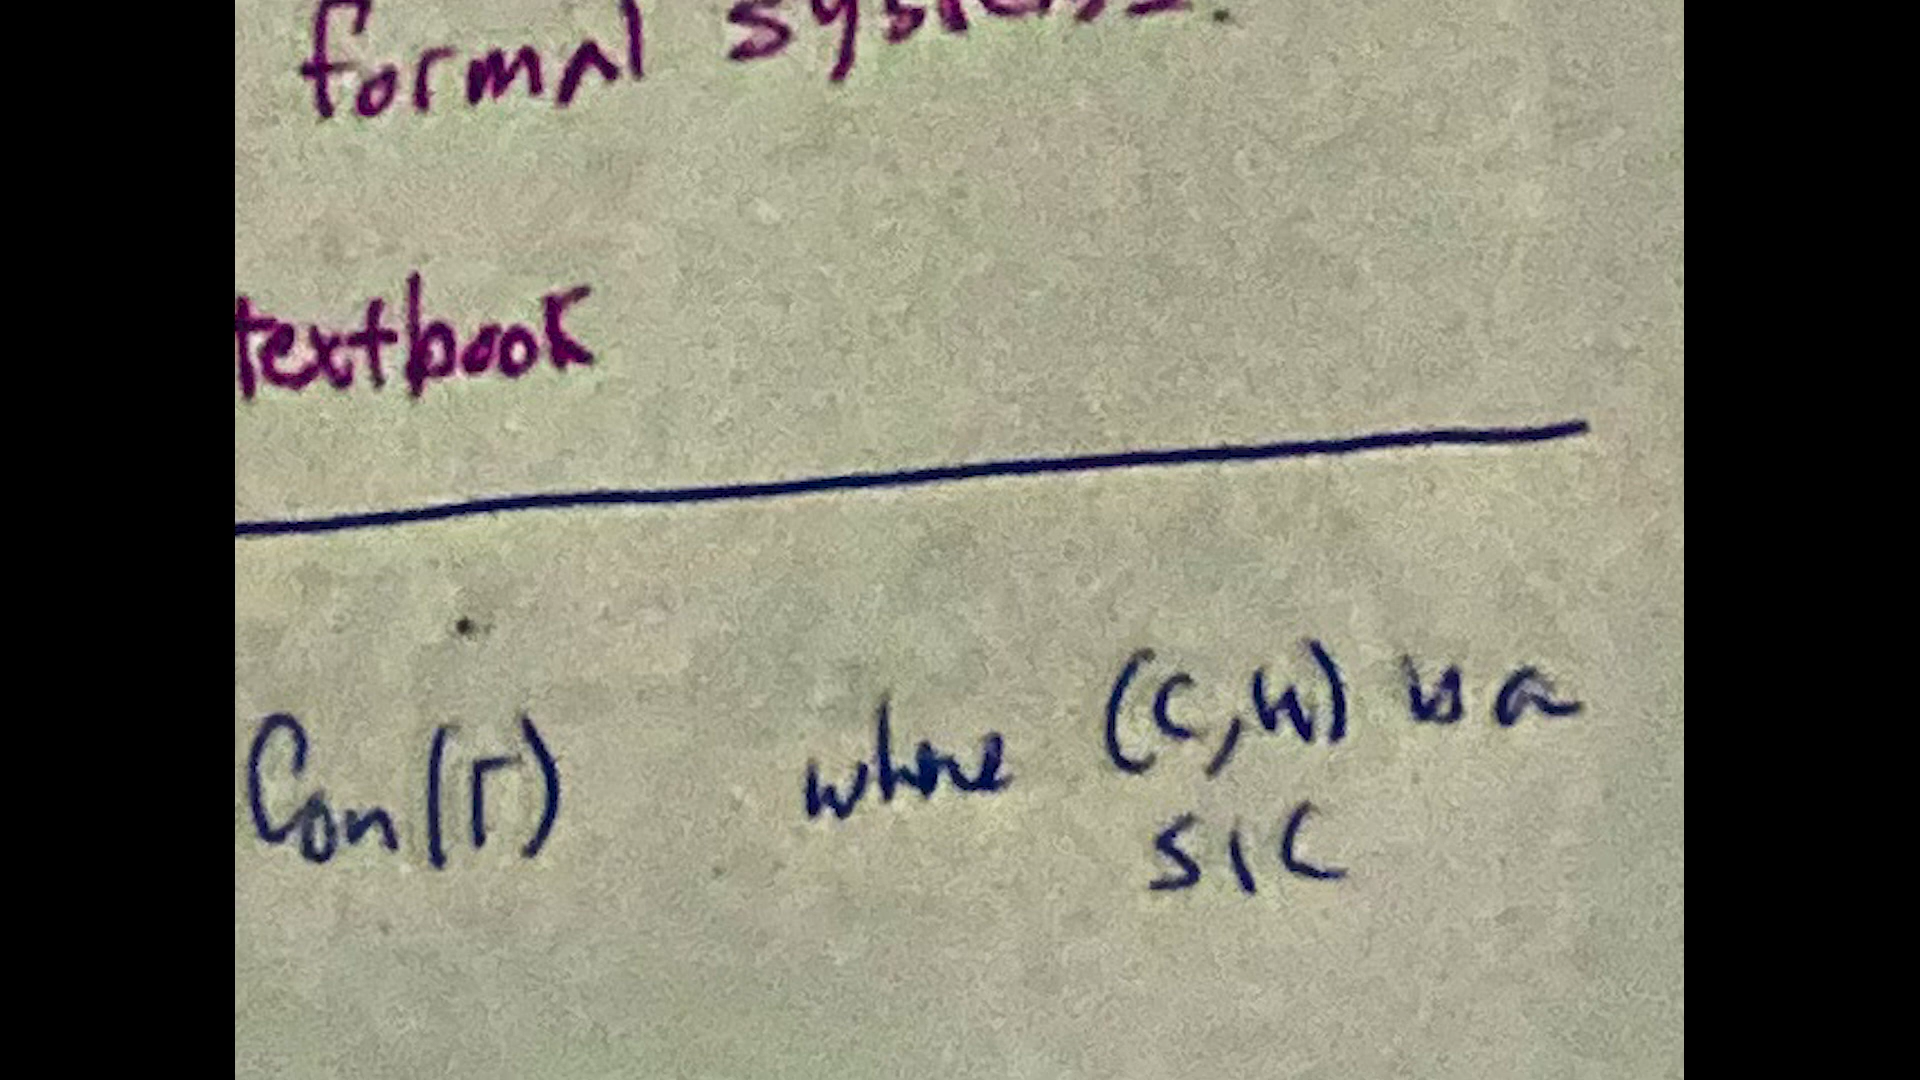 formal systems.
textbook
Con(Γ) where (C,W) is a
SIC